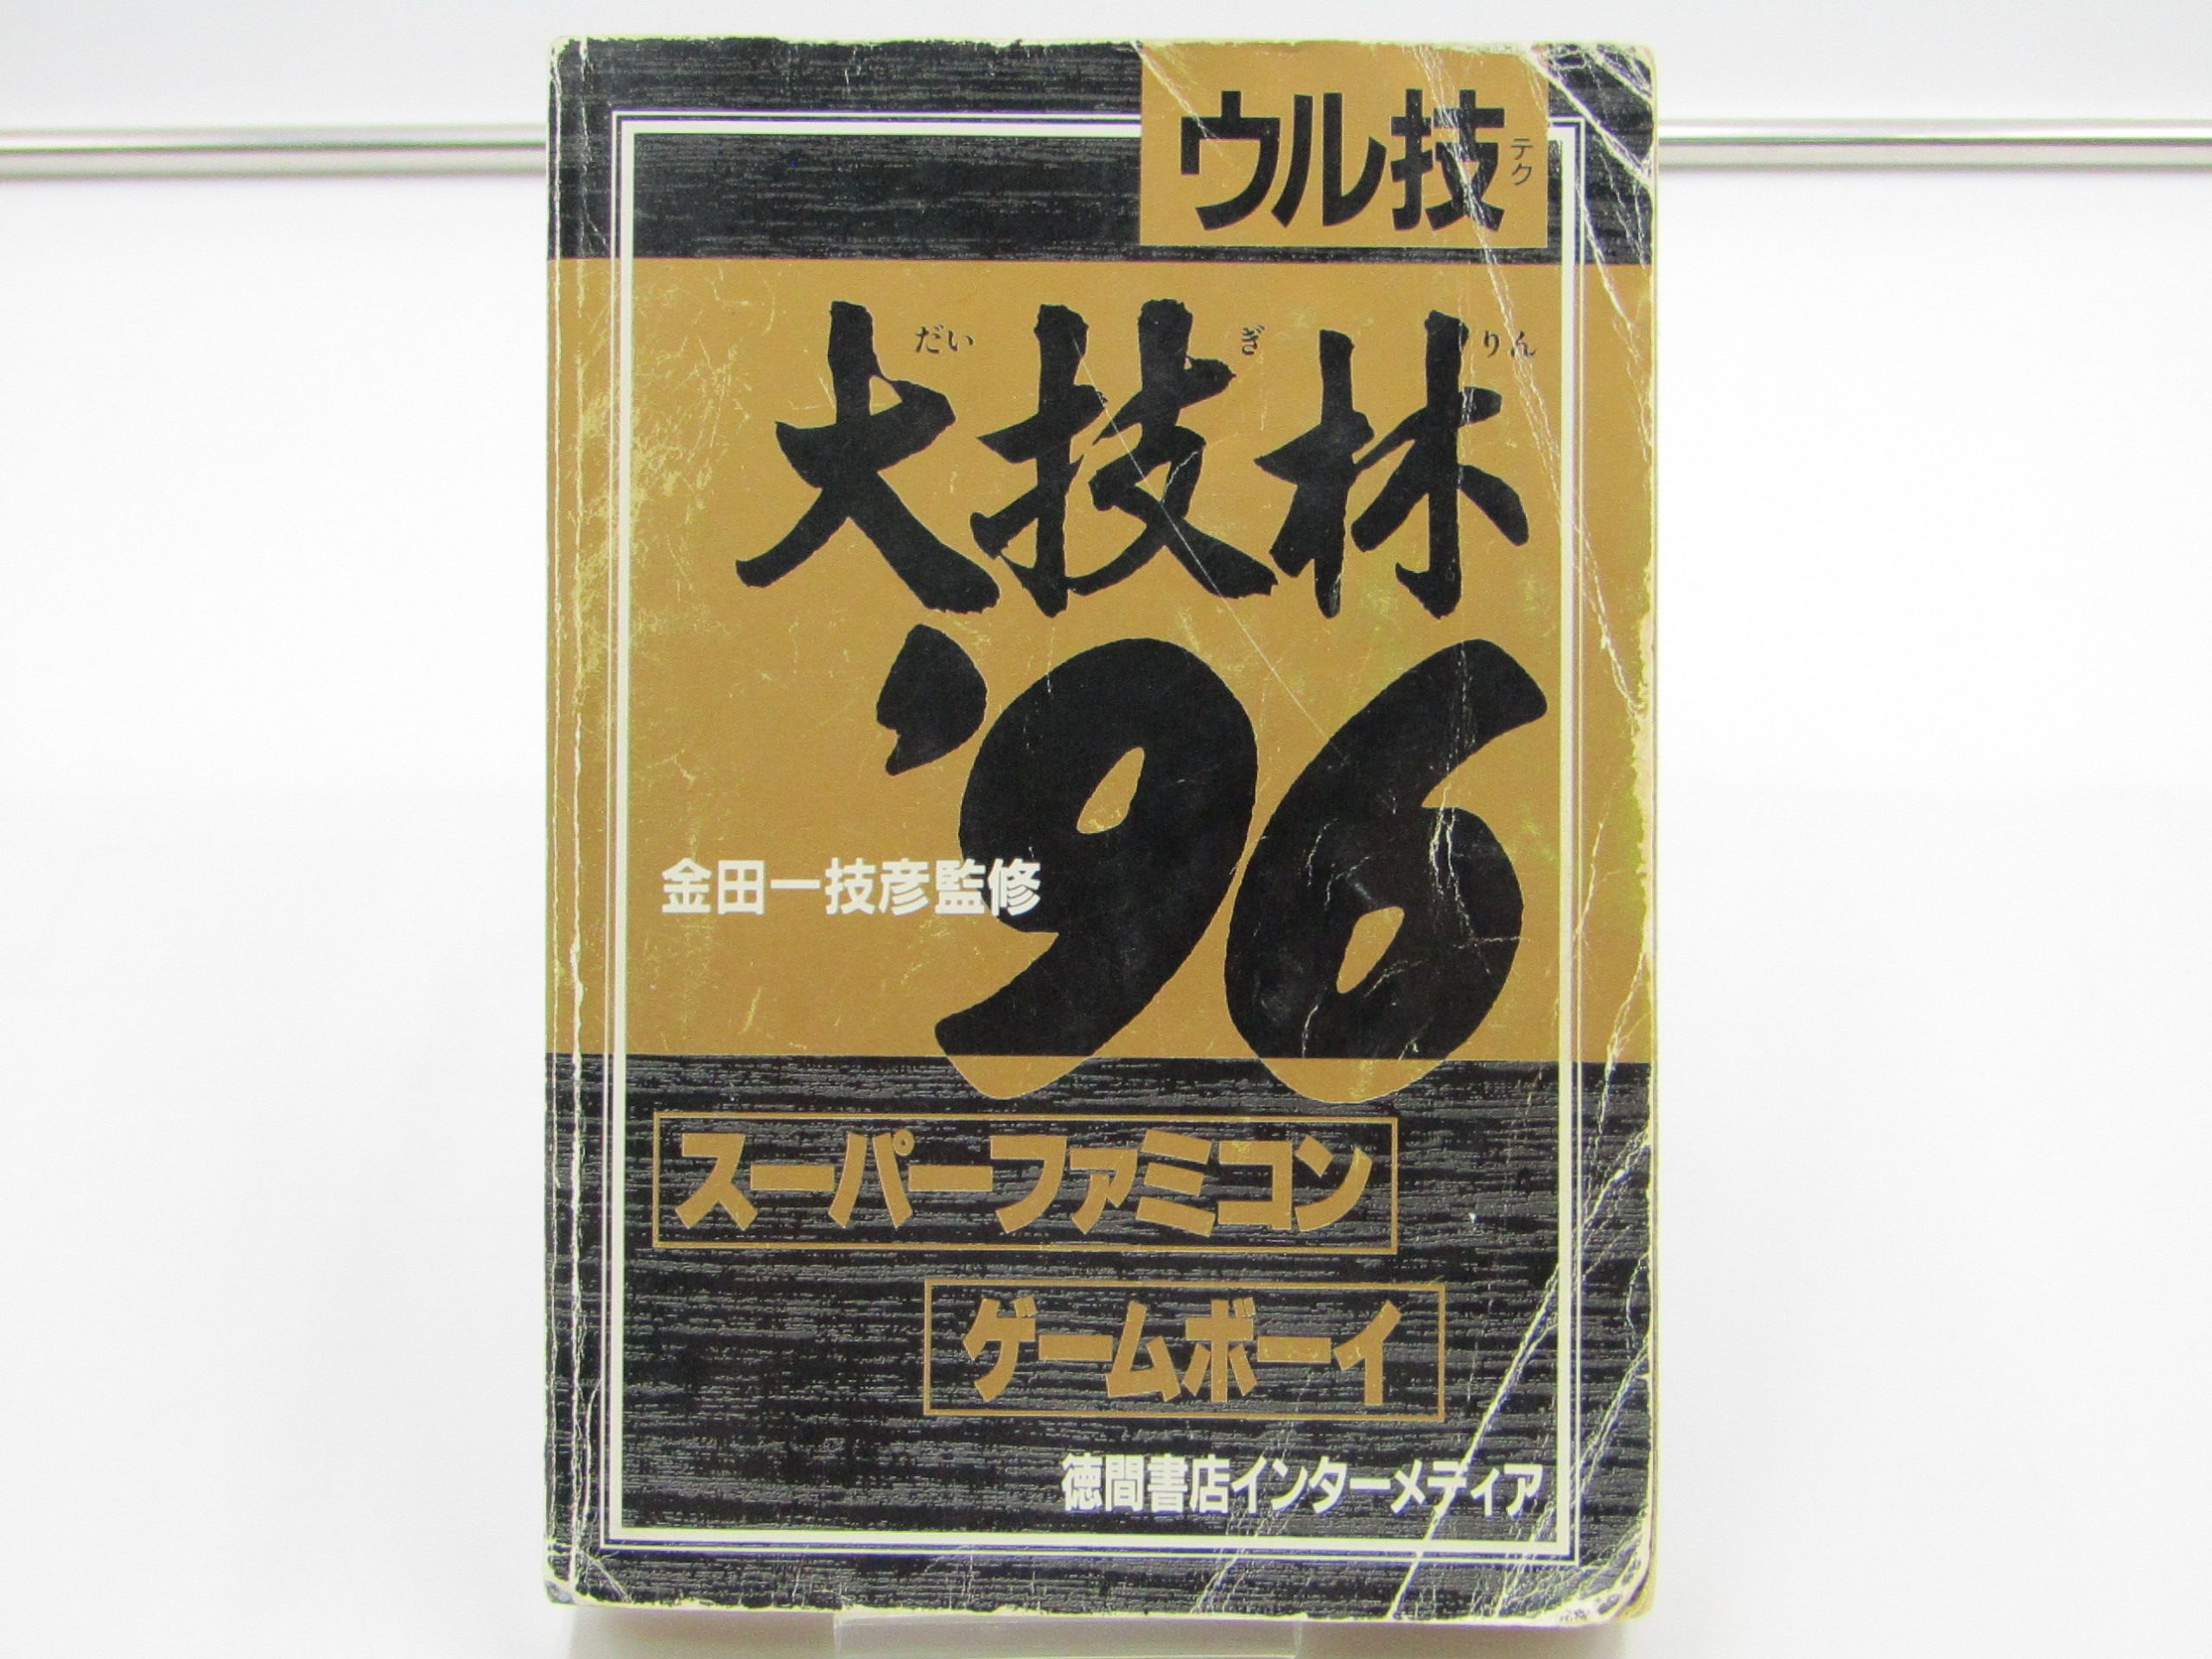 ウル技
テク
大技林
だい ぎ りん
'96
金田一技彦監修
スーパーファミコン
ゲームボーイ
徳間書店インターメディア